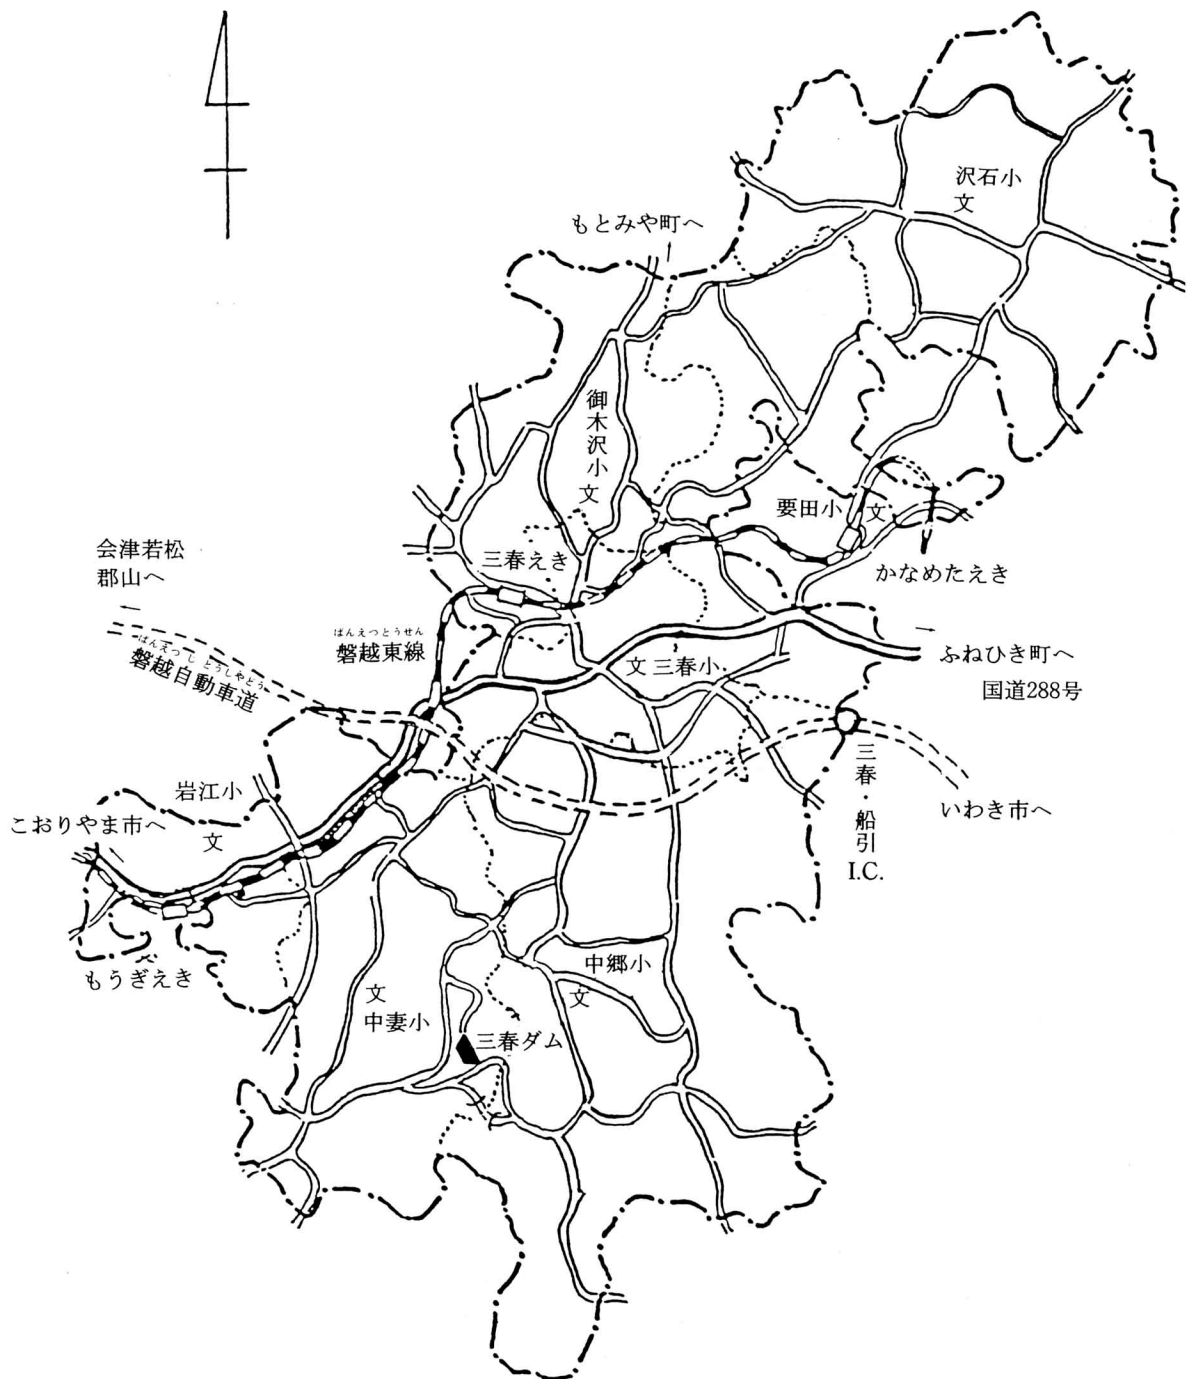 沢石小
文
もとみや町へ
御木沢小
文
要田小
文
かなめたえき
三春えき
会津若松
郡山へ
ばんえつとうせん
磐越東線
ばんえつじどうしゃどう
磐越自動車道
文 三春小
ふねひき町へ
国道288号
三春・船引
I.C.
いわき市へ
岩江小
文
こおりやま市へ
もうぎえき
中郷小
文
文
中妻小
三春ダム